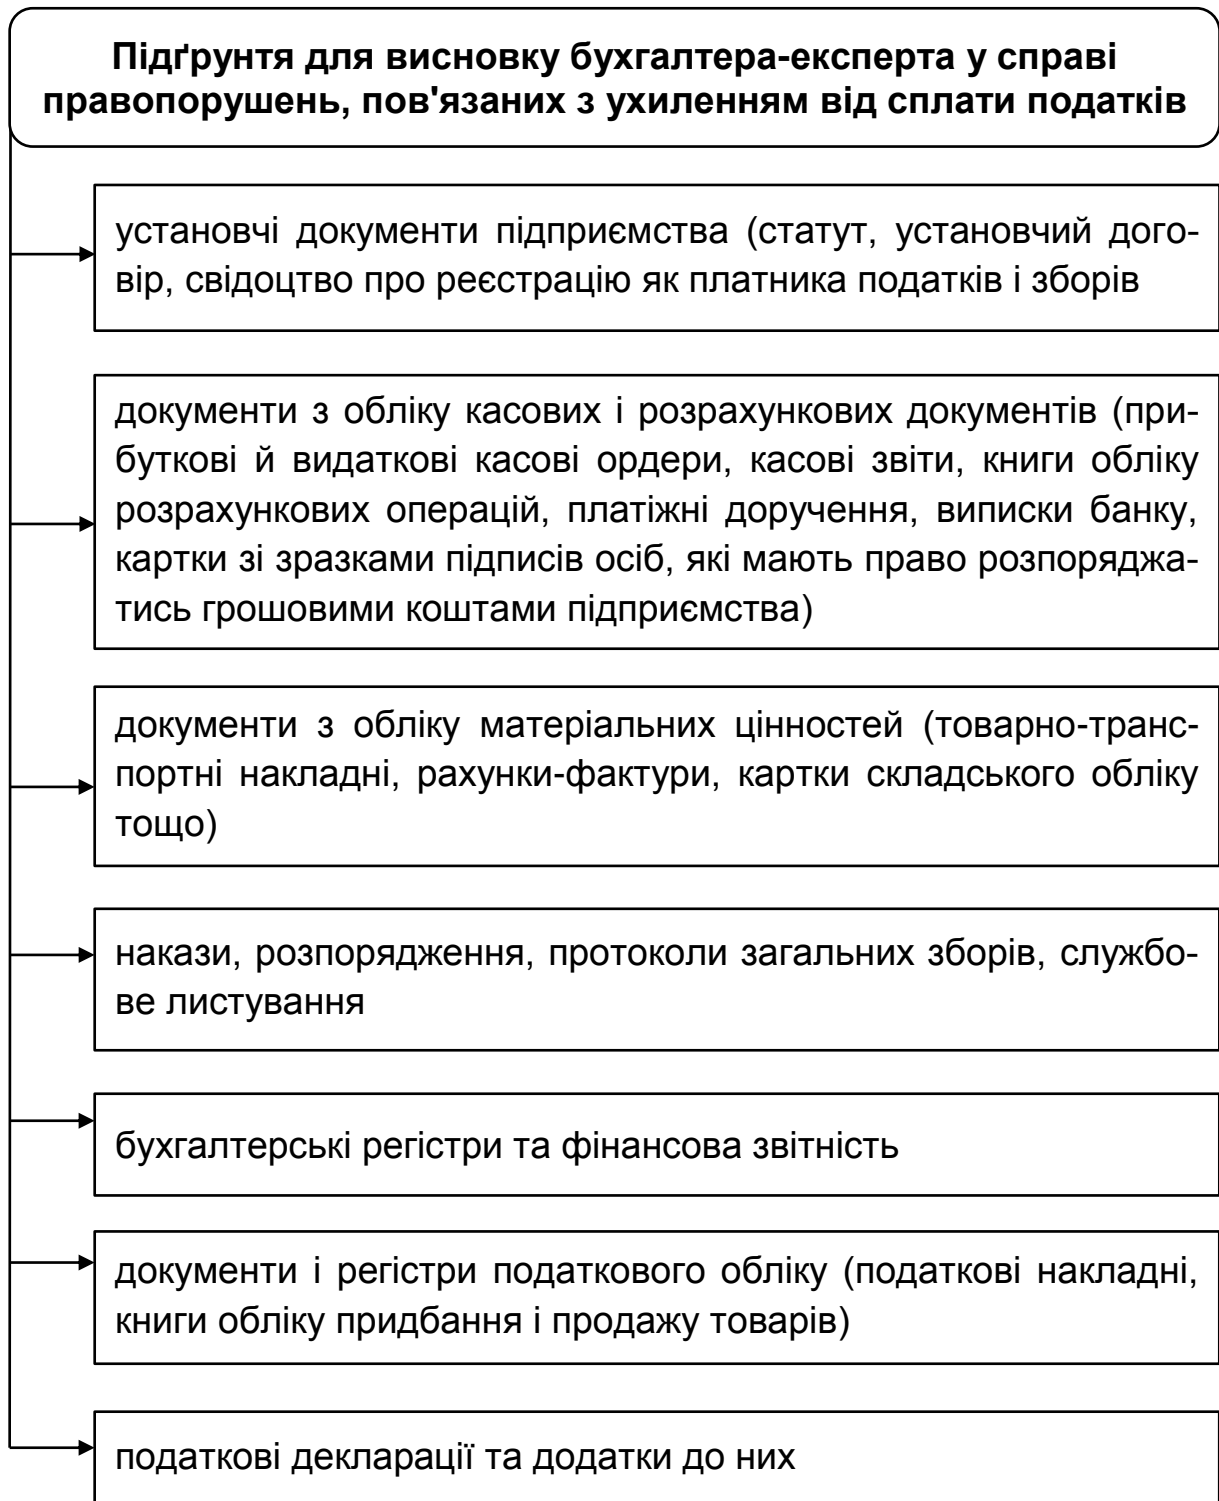 Підґрунтя для висновку бухгалтера-експерта у справі
правопорушень, пов'язаних з ухиленням від сплати податків
установчі документи підприємства (статут, установчий дого-
вір, свідоцтво про реєстрацію як платника податків і зборів
документи з обліку касових і розрахункових документів (при-
буткові й видаткові касові ордери, касові звіти, книги обліку
розрахункових операцій, платіжні доручення, виписки банку,
картки зі зразками підписів осіб, які мають право розпоряджа-
тись грошовими коштами підприємства)
документи з обліку матеріальних цінностей (товарно-транс-
портні накладні, рахунки-фактури, картки складського обліку
тощо)
накази, розпорядження, протоколи загальних зборів, службо-
ве листування
бухгалтерські регістри та фінансова звітність
документи і регістри податкового обліку (податкові накладні,
книги обліку придбання і продажу товарів)
податкові декларації та додатки до них